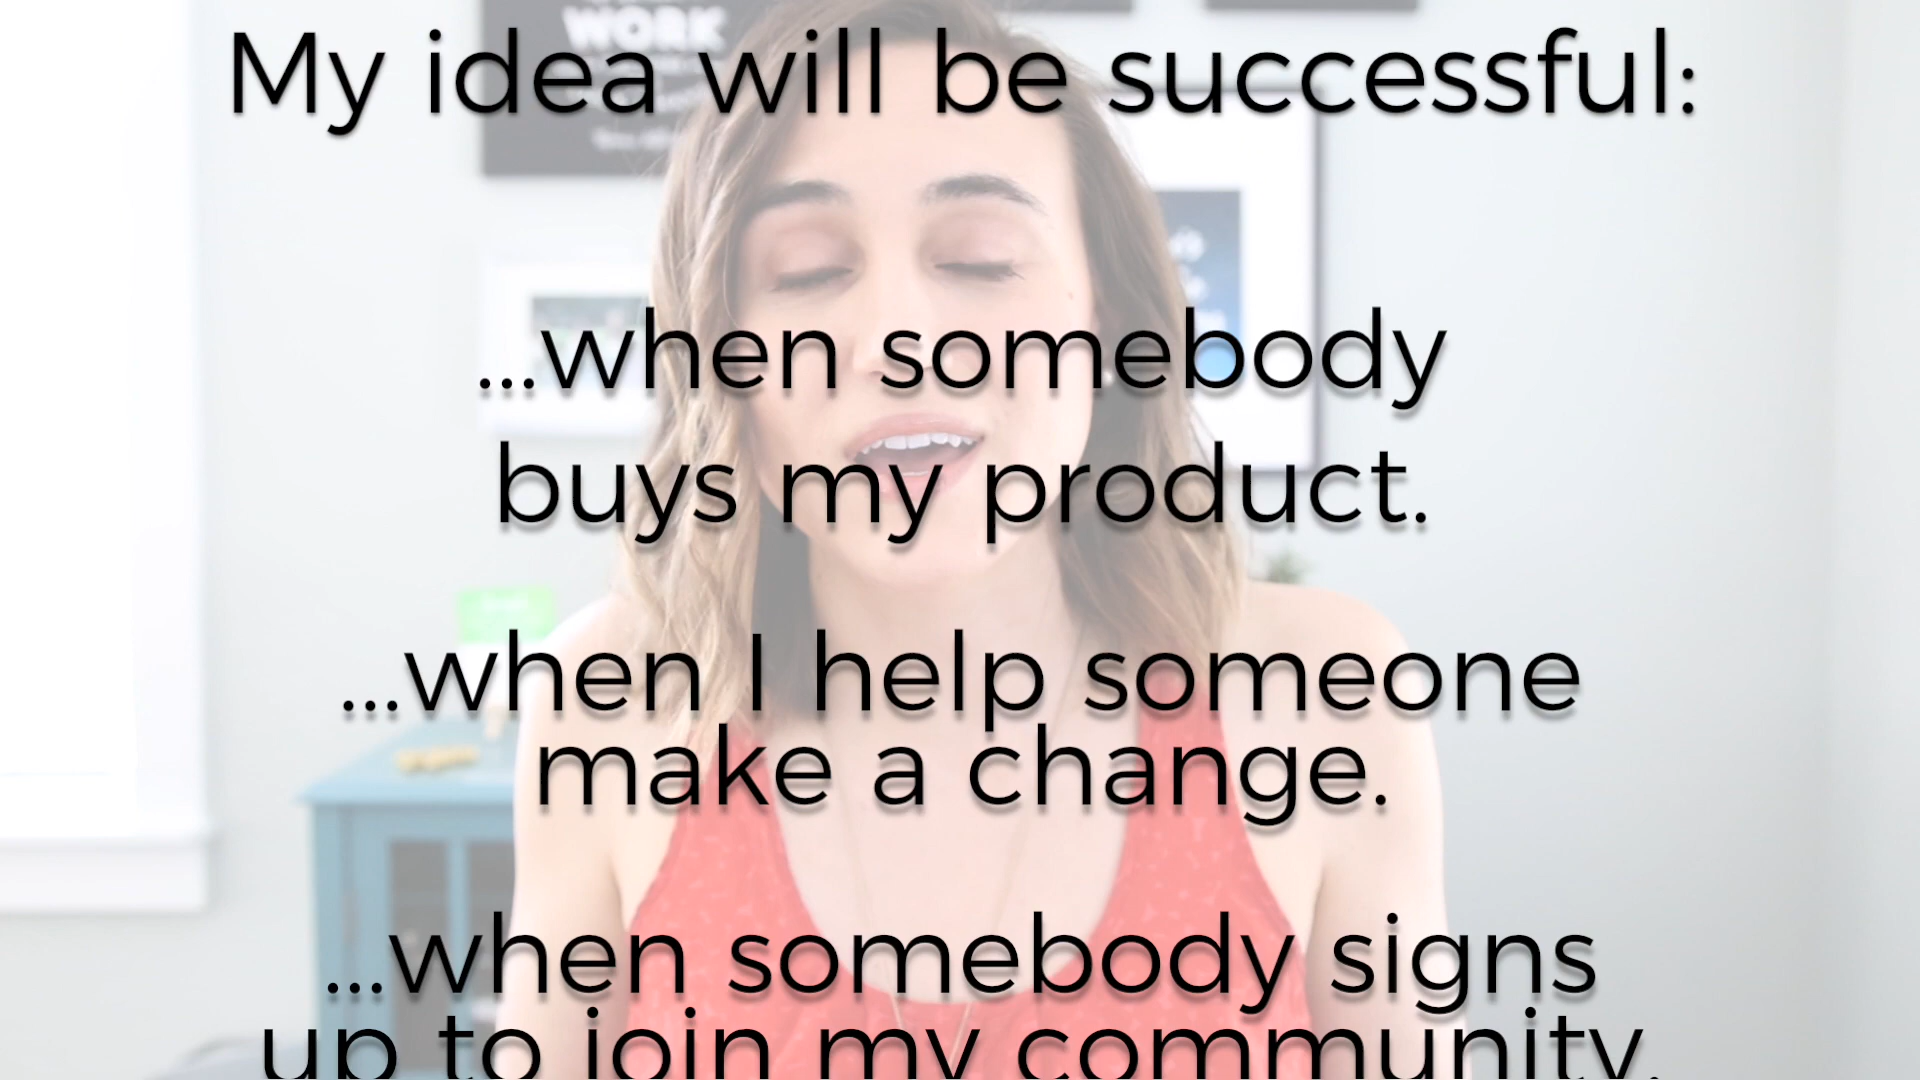 WORK
My idea will be successful:
...when somebody
buys my product.
...when I help someone
make a change.
...when somebody signs
up to join my community.